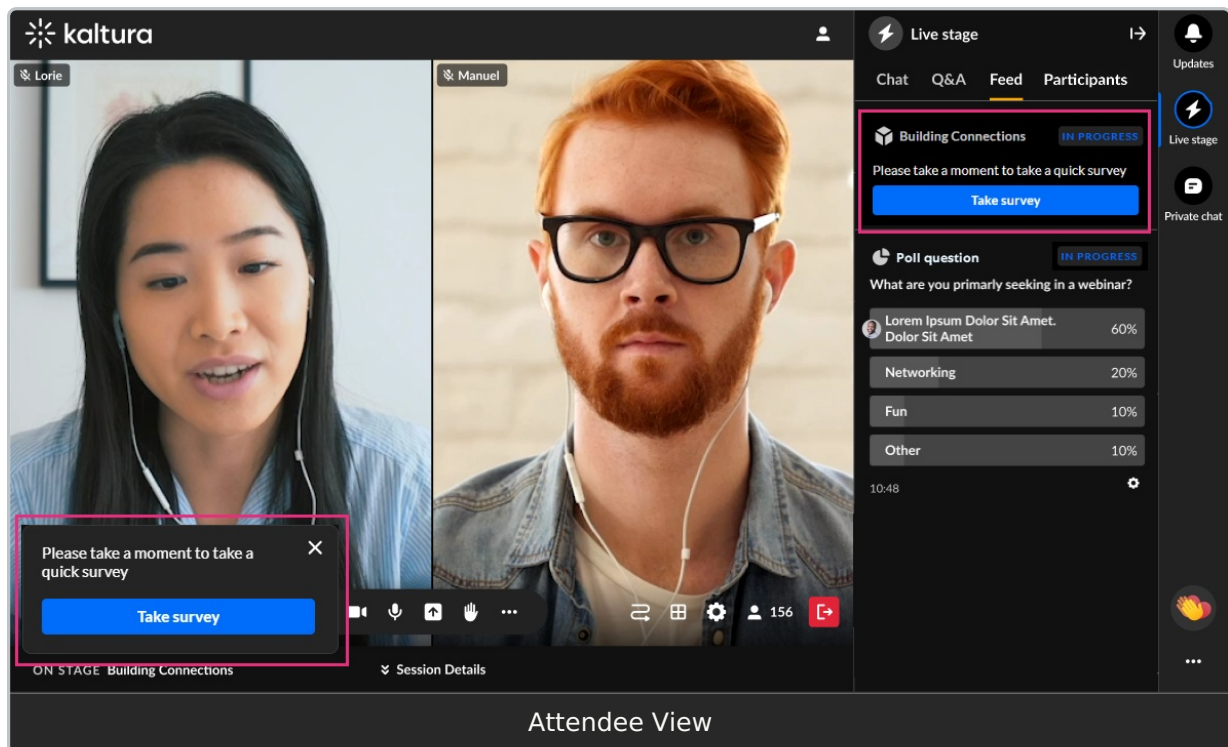 kaltura
Lorie
Manuel
Live stage
Chat Q&A Feed Participants
Building Connections IN PROGRESS
Please take a moment to take a quick survey
Take survey
Poll question IN PROGRESS
What are you primarly seeking in a webinar?
Lorem Ipsum Dolor Sit Amet.
Dolor Sit Amet 60%
Networking 20%
Fun 10%
Other 10%
10:48
Updates
Live stage
Private chat
Please take a moment to take a
quick survey
Take survey
156
ON STAGE Building Connections
Session Details
Attendee View